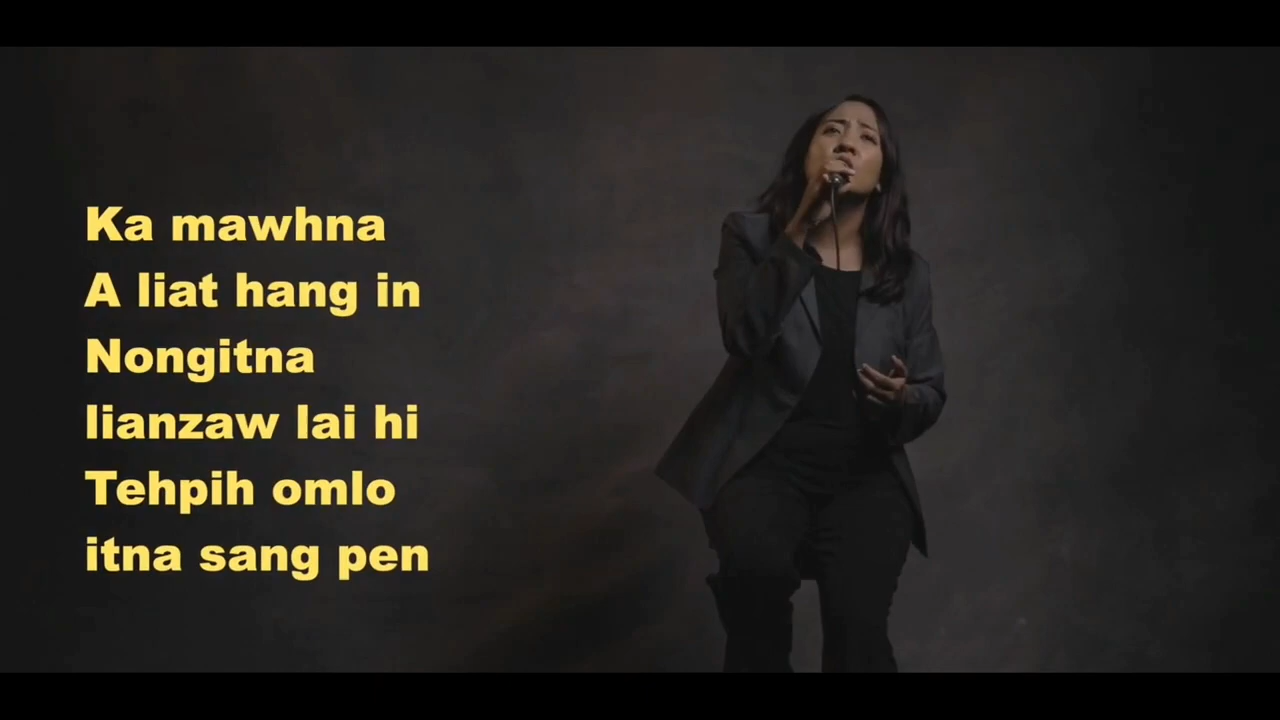 Ka mawhna
A liat hang in
Nongitna
lianzaw lai hi
Tehpih omlo
itna sang pen